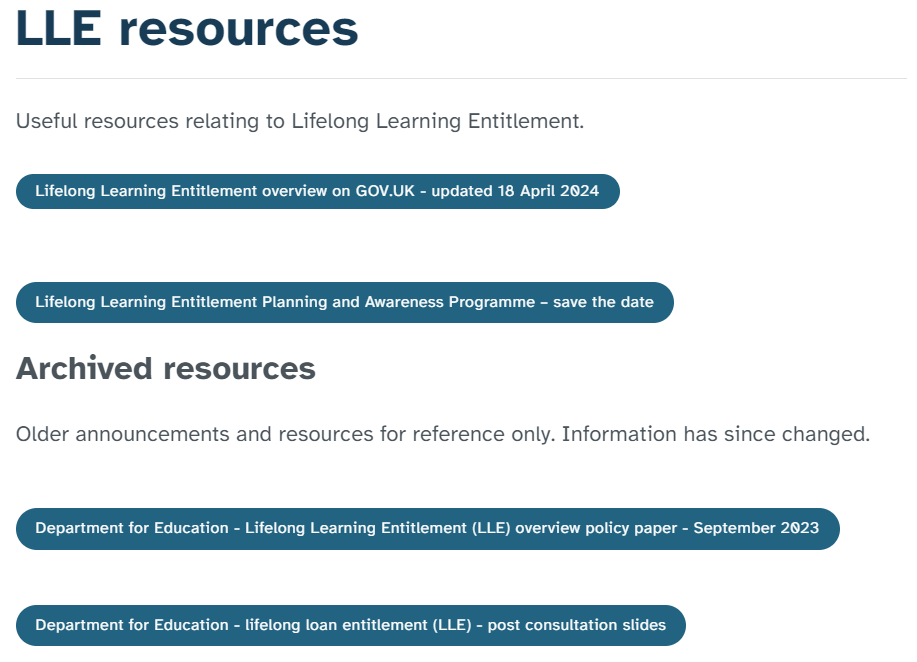 LLE resources
Useful resources relating to Lifelong Learning Entitlement.
Lifelong Learning Entitlement overview on GOV.UK - updated 18 April 2024
Lifelong Learning Entitlement Planning and Awareness Programme – save the date
Archived resources
Older announcements and resources for reference only. Information has since changed.
Department for Education - Lifelong Learning Entitlement (LLE) overview policy paper - September 2023
Department for Education - lifelong loan entitlement (LLE) - post consultation slides